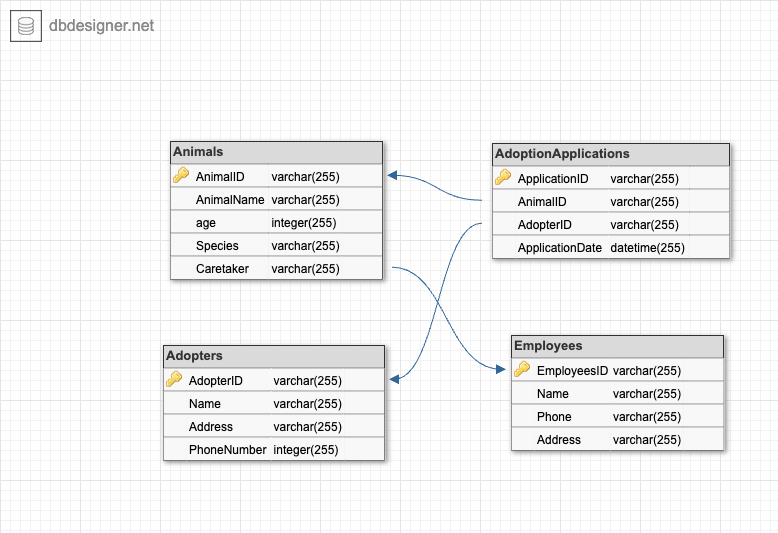 dbdesigner.net
Animals
AnimalID varchar(255)
AnimalName varchar(255)
age integer(255)
Species varchar(255)
Caretaker varchar(255)
AdoptionApplications
ApplicationID varchar(255)
AnimalID varchar(255)
AdopterID varchar(255)
ApplicationDate datetime(255)
Adopters
AdopterID varchar(255)
Name varchar(255)
Address varchar(255)
PhoneNumber integer(255)
Employees
EmployeesID varchar(255)
Name varchar(255)
Phone varchar(255)
Address varchar(255)